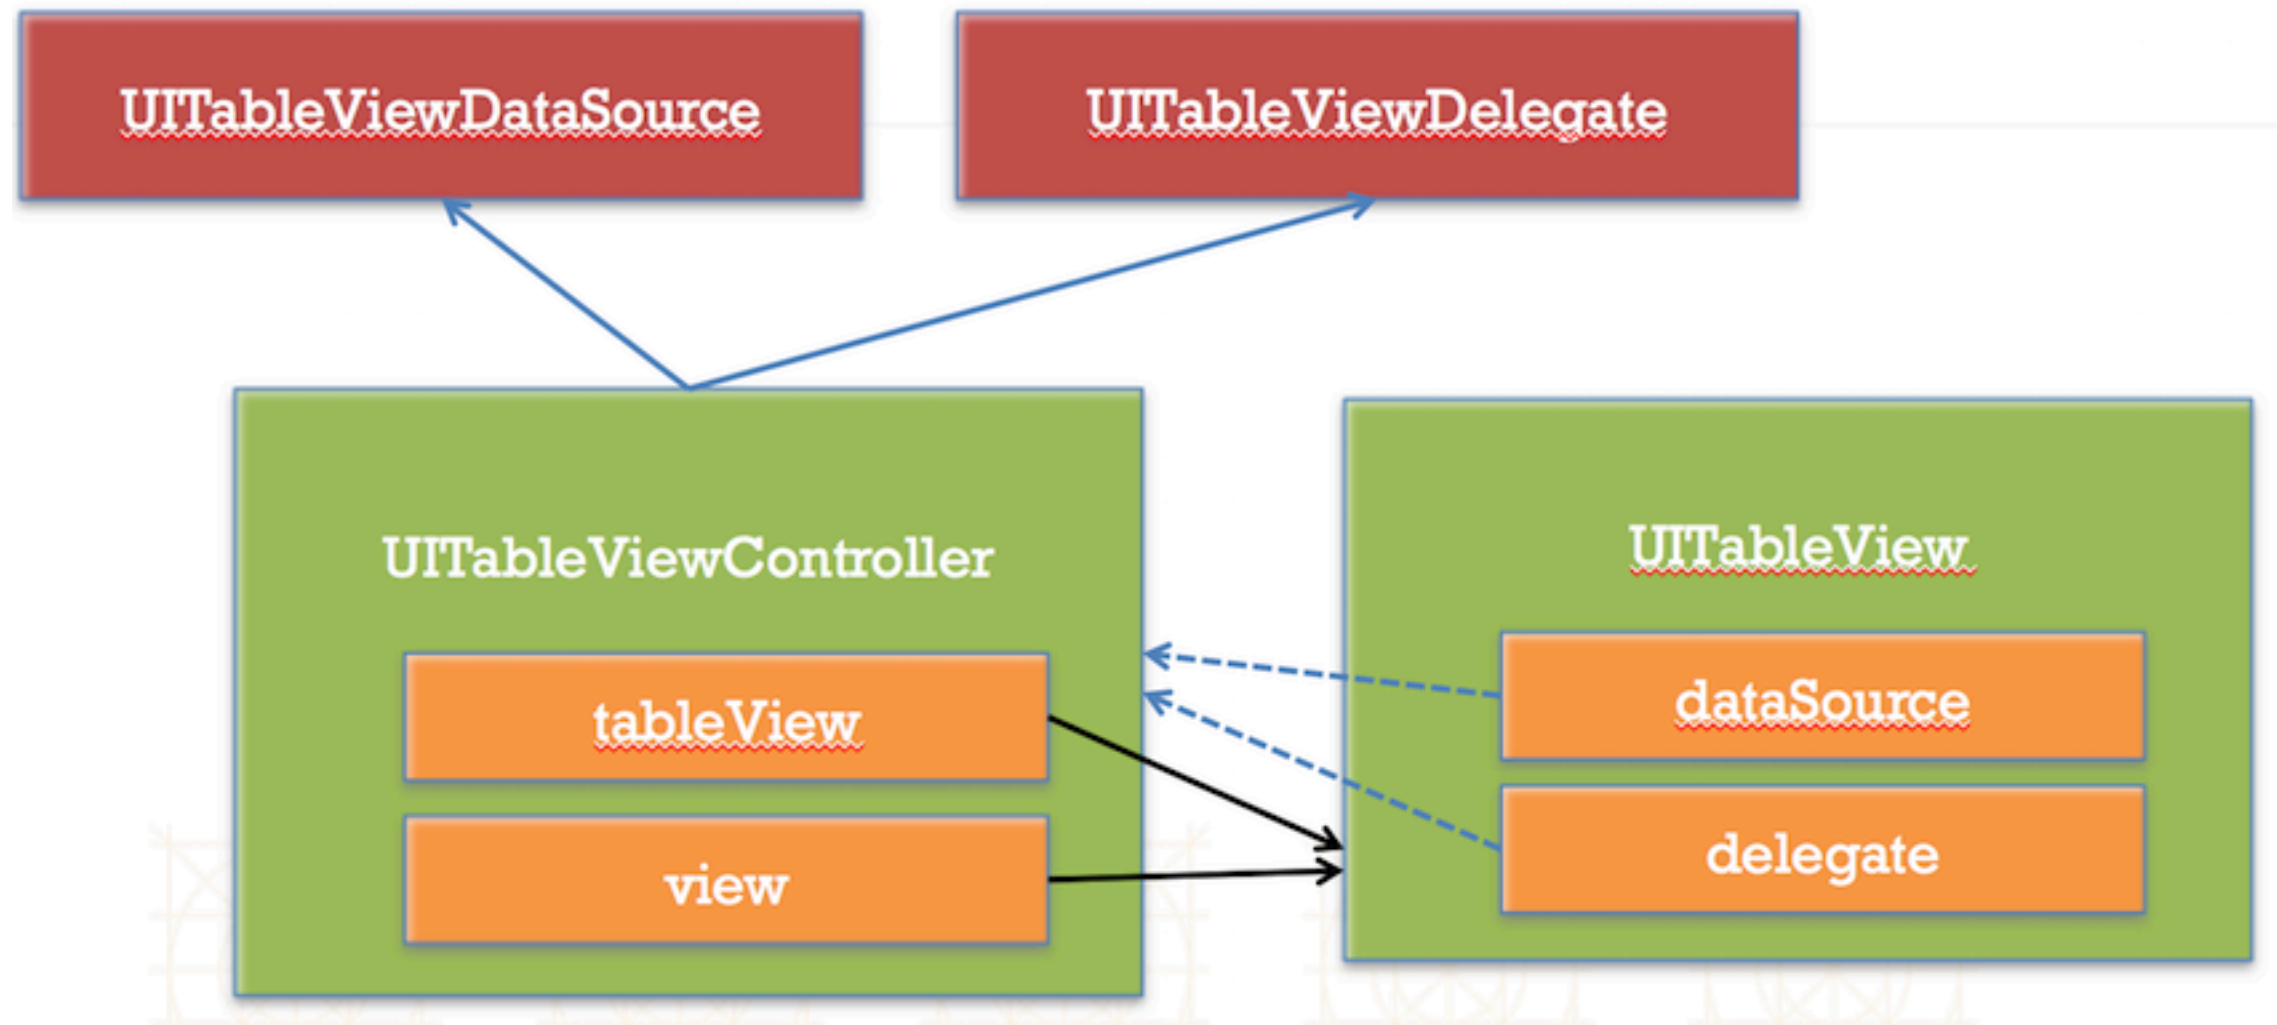 UITableViewDataSource
UITableViewDelegate
UITableViewController
tableView
view
UITableView
dataSource
delegate